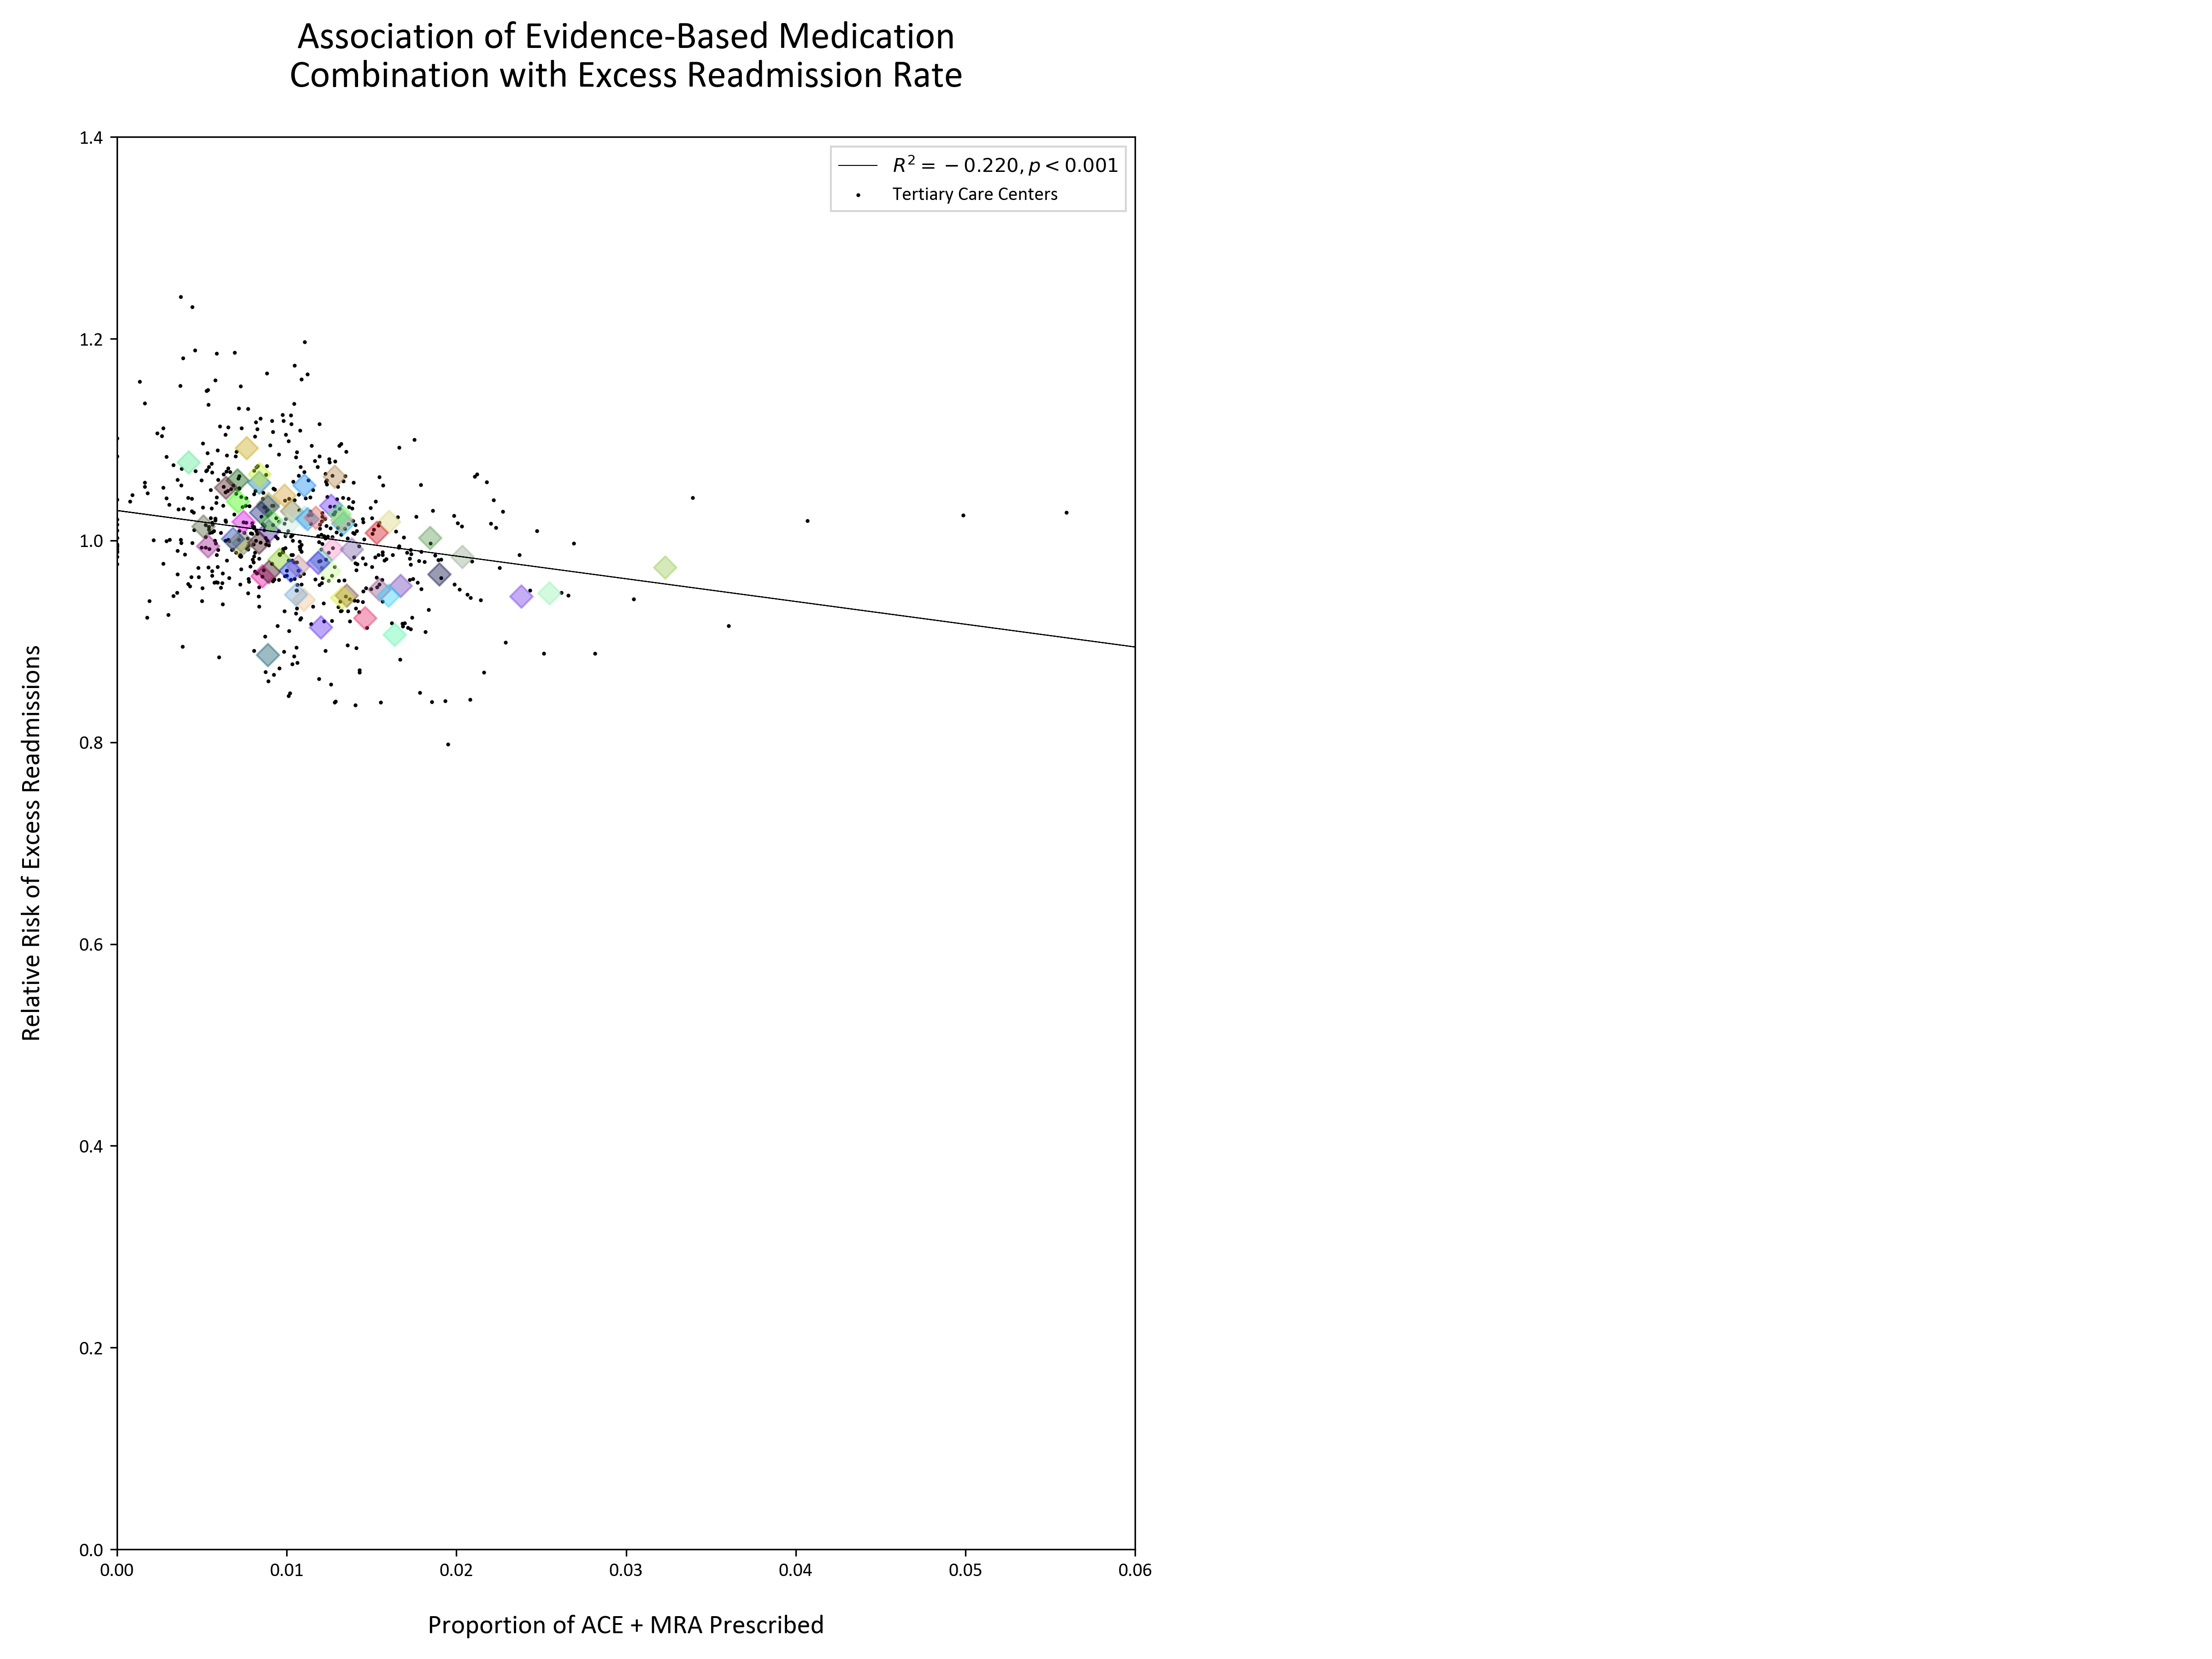 Association of Evidence-Based Medication
Combination with Excess Readmission Rate
1.4
1.2
1.0
0.8
0.6
0.4
0.2
0.0
R² = −0.220, p < 0.001
Tertiary Care Centers
Relative Risk of Excess Readmissions
0.00 0.01 0.02 0.03 0.04 0.05 0.06
Proportion of ACE + MRA Prescribed